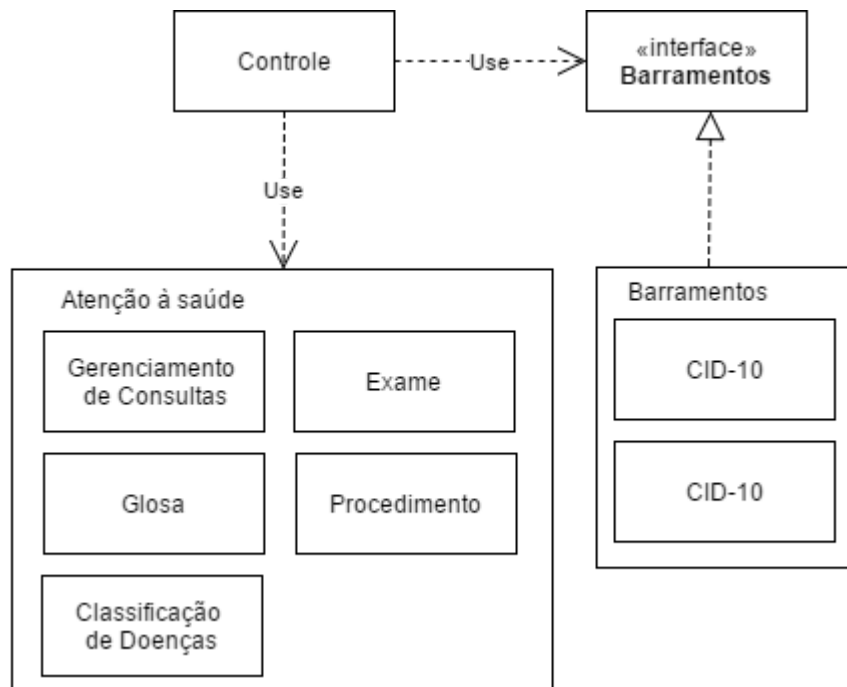 Controle
Use
«interface»
Barramentos
Use
Atenção à saúde
Gerenciamento
de Consultas
Exame
Glosa
Procedimento
Classificação
de Doenças
Barramentos
CID-10
CID-10